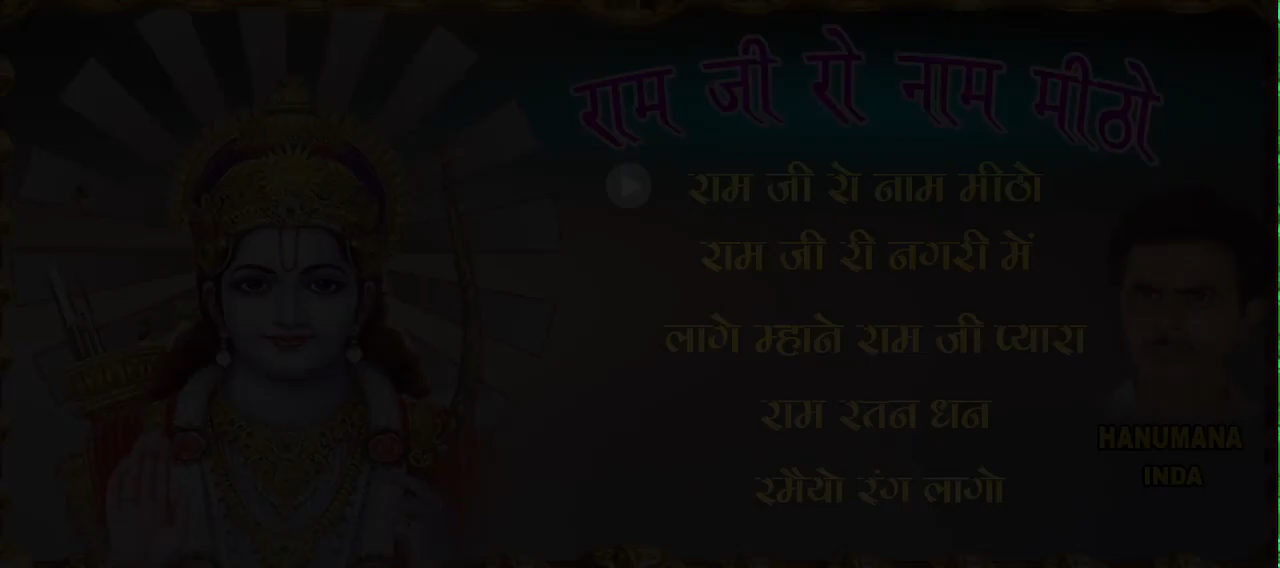 राम जी रो नाम मीठो
राम जी रो नाम मीठो
राम जी री नगरी में
लागे म्हाने राम जी प्यारा
राम रतन धन
रमैयो रंग लागो
HANUMANA
INDA